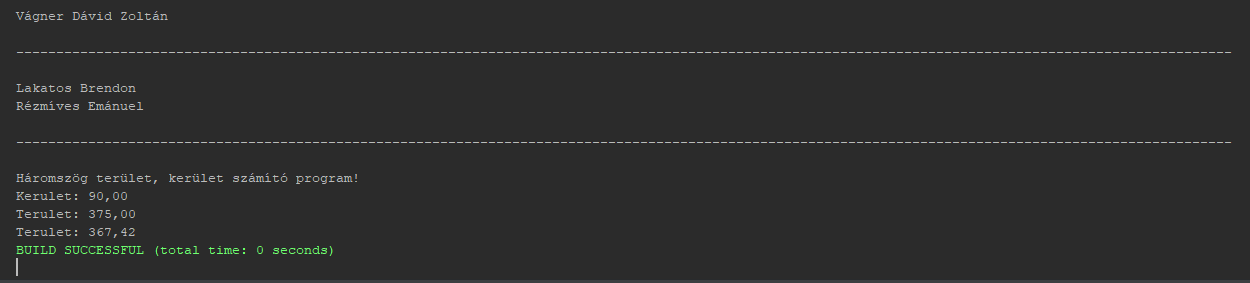 Vágner Dávid Zoltán
--------------------------------------------------------------------------------------------------------------------------------------------------------
Lakatos Brendon
Rézmíves Emánuel
--------------------------------------------------------------------------------------------------------------------------------------------------------
Háromszög terület, kerület számító program!
Kerulet: 90,00
Terulet: 375,00
Terulet: 367,42
BUILD SUCCESSFUL (total time: 0 seconds)